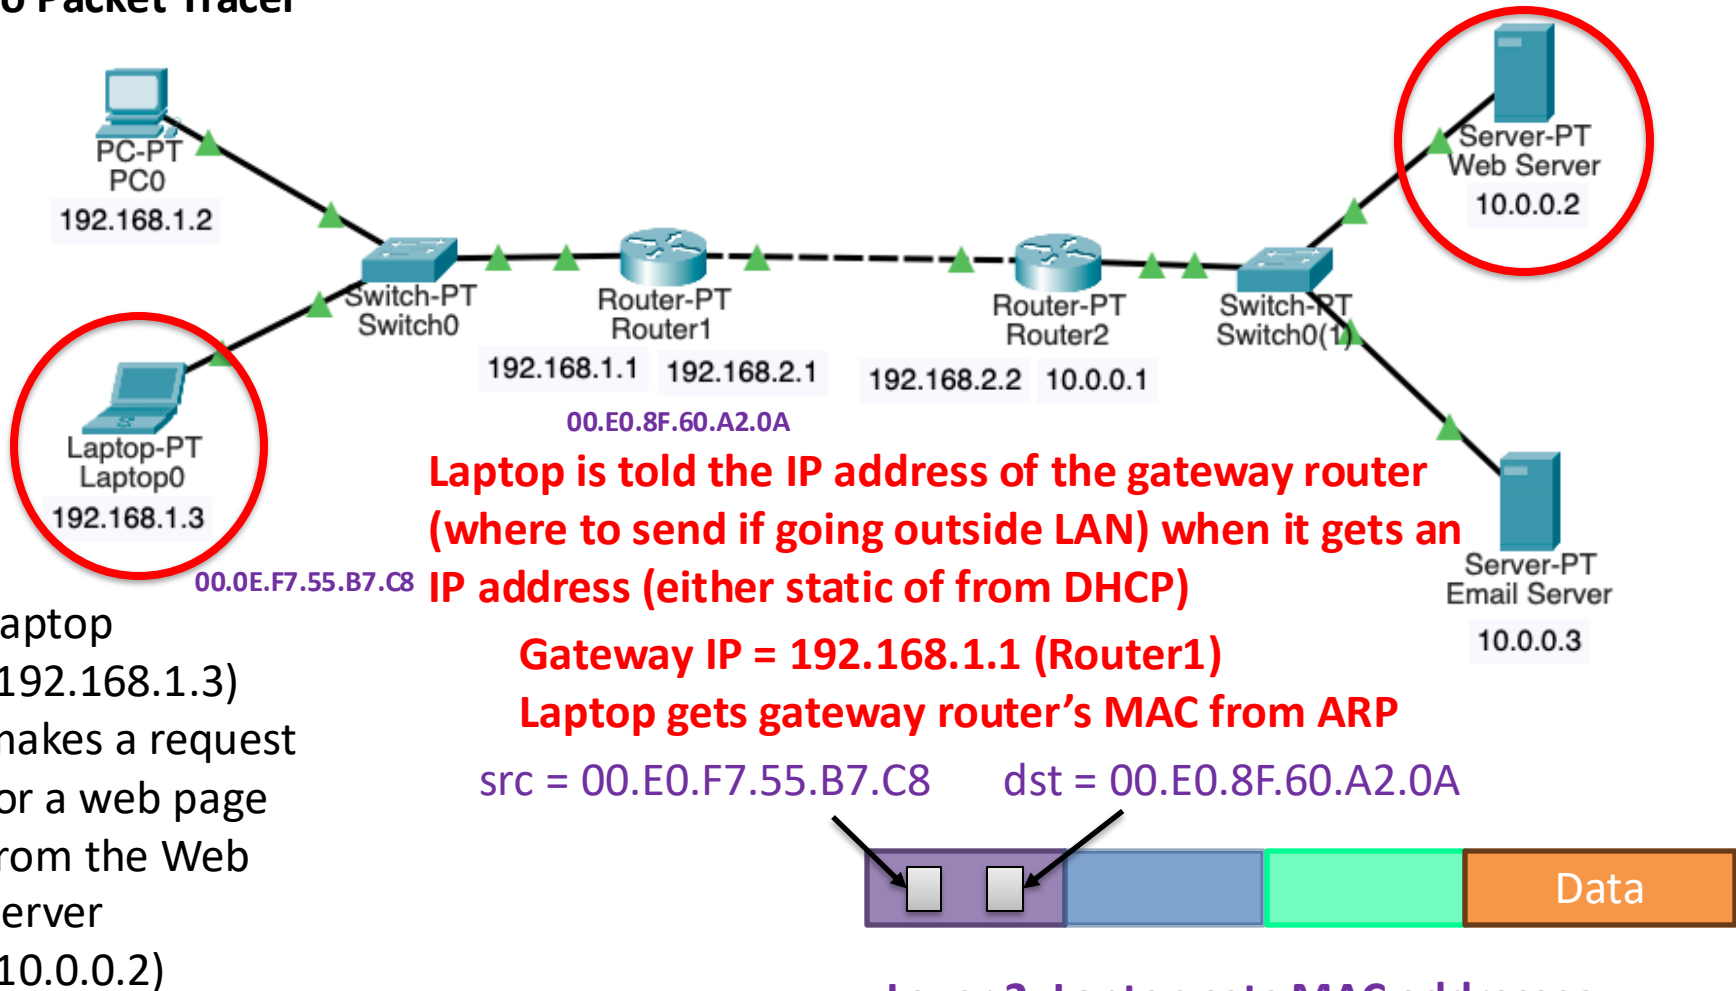 o Packet Tracer
PC-PT
PC0
192.168.1.2
Switch-PT
Switch0
Router-PT
Router1
192.168.1.1
192.168.2.1
00.E0.8F.60.A2.0A
Router-PT
Router2
192.168.2.2
10.0.0.1
Switch-PT
Switch0(1)
Server-PT
Web Server
10.0.0.2
Laptop-PT
Laptop0
192.168.1.3
00.0E.F7.55.B7.C8
Server-PT
Email Server
10.0.0.3
Laptop is told the IP address of the gateway router
(where to send if going outside LAN) when it gets an
IP address (either static of from DHCP)
Gateway IP = 192.168.1.1 (Router1)
Laptop gets gateway router’s MAC from ARP
aptop
192.168.1.3)
makes a request
or a web page
rom the Web
erver
10.0.0.2)
src = 00.E0.F7.55.B7.C8
dst = 00.E0.8F.60.A2.0A
Data